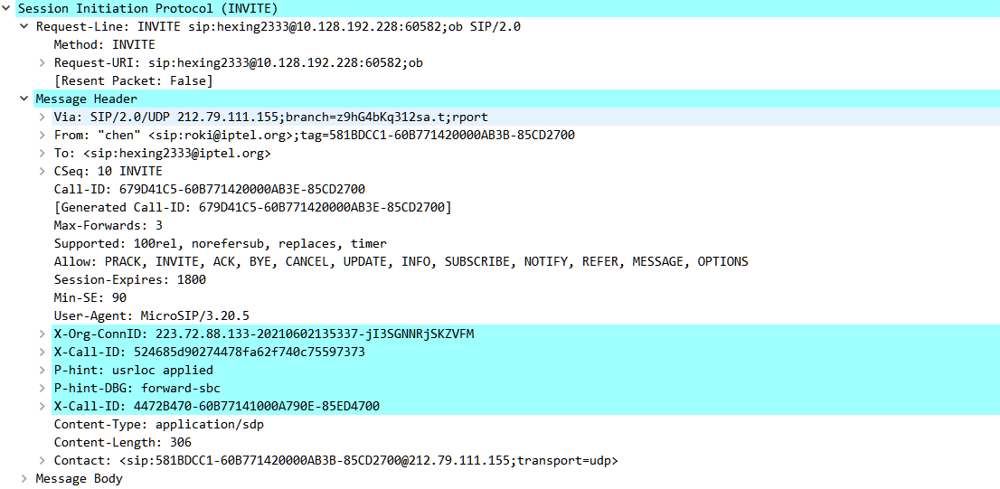 Session Initiation Protocol (INVITE)
Request-Line: INVITE sip:hexing2333@10.128.192.228:60582;ob SIP/2.0
Method: INVITE
Request-URI: sip:hexing2333@10.128.192.228:60582;ob
[Resent Packet: False]
Message Header
Via: SIP/2.0/UDP 212.79.111.155;branch=z9hG4bKq312sa.t;rport
From: "chen" <sip:roki@iptel.org>;tag=581BDCC1-60B771420000AB3B-85CD2700
To: <sip:hexing2333@iptel.org>
CSeq: 10 INVITE
Call-ID: 679D41C5-60B771420000AB3E-85CD2700
[Generated Call-ID: 679D41C5-60B771420000AB3E-85CD2700]
Max-Forwards: 3
Supported: 100rel, norefersub, replaces, timer
Allow: PRACK, INVITE, ACK, BYE, CANCEL, UPDATE, INFO, SUBSCRIBE, NOTIFY, REFER, MESSAGE, OPTIONS
Session-Expires: 1800
Min-SE: 90
User-Agent: MicroSIP/3.20.5
X-Org-ConnID: 223.72.88.133-20210602135337-jI3SGNNRjSKZVFM
X-Call-ID: 524685d90274478fa62f740c75597373
P-hint: usrloc applied
P-hint-DBG: forward-sbc
X-Call-ID: 4472B470-60B77141000A790E-85ED4700
Content-Type: application/sdp
Content-Length: 306
Contact: <sip:581BDCC1-60B771420000AB3B-85CD2700@212.79.111.155;transport=udp>
Message Body